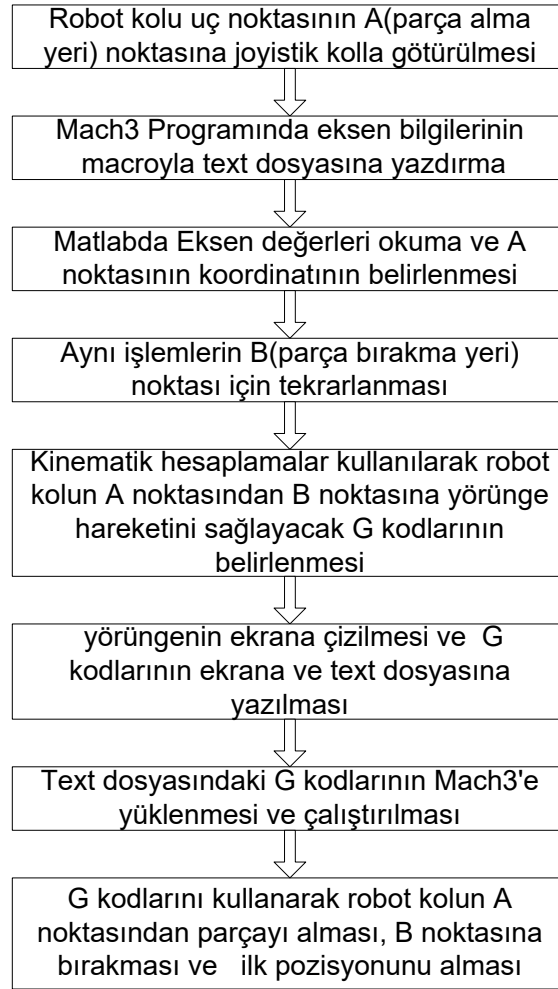 Robot kolu uç noktasının A(parça alma
yeri) noktasına joyistik kolla götürülmesi
Mach3 Programında eksen bilgilerinin
macroyla text dosyasına yazdırma
Matlabda Eksen değerleri okuma ve A
noktasının koordinatının belirlenmesi
Aynı işlemlerin B(parça bırakma yeri)
noktası için tekrarlanması
Kinematik hesaplamalar kullanılarak robot
kolun A noktasından B noktasına yörünge
hareketini sağlayacak G kodlarının
belirlenmesi
yörüngenin ekrana çizilmesi ve G
kodlarının ekrana ve text dosyasına
yazılması
Text dosyasındaki G kodlarının Mach3'e
yüklenmesi ve çalıştırılması
G kodlarını kullanarak robot kolun A
noktasından parçayı alması, B noktasına
bırakması ve ilk pozisyonunu alması